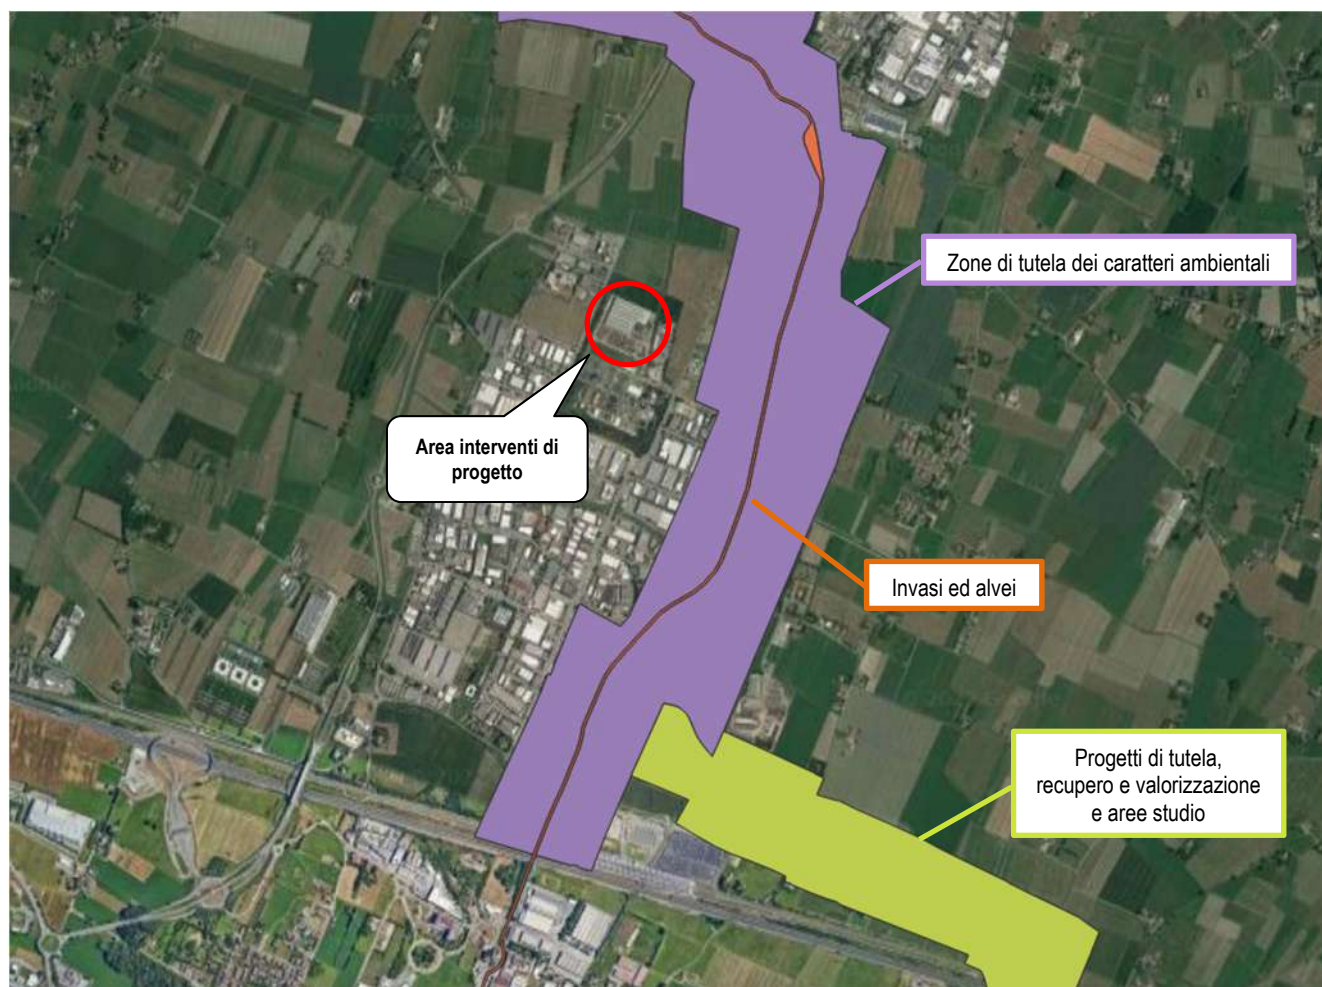 Zone di tutela dei caratteri ambientali
Area interventi di
progetto
Invasi ed alvei
Progetti di tutela,
recupero e valorizzazione
e aree studio